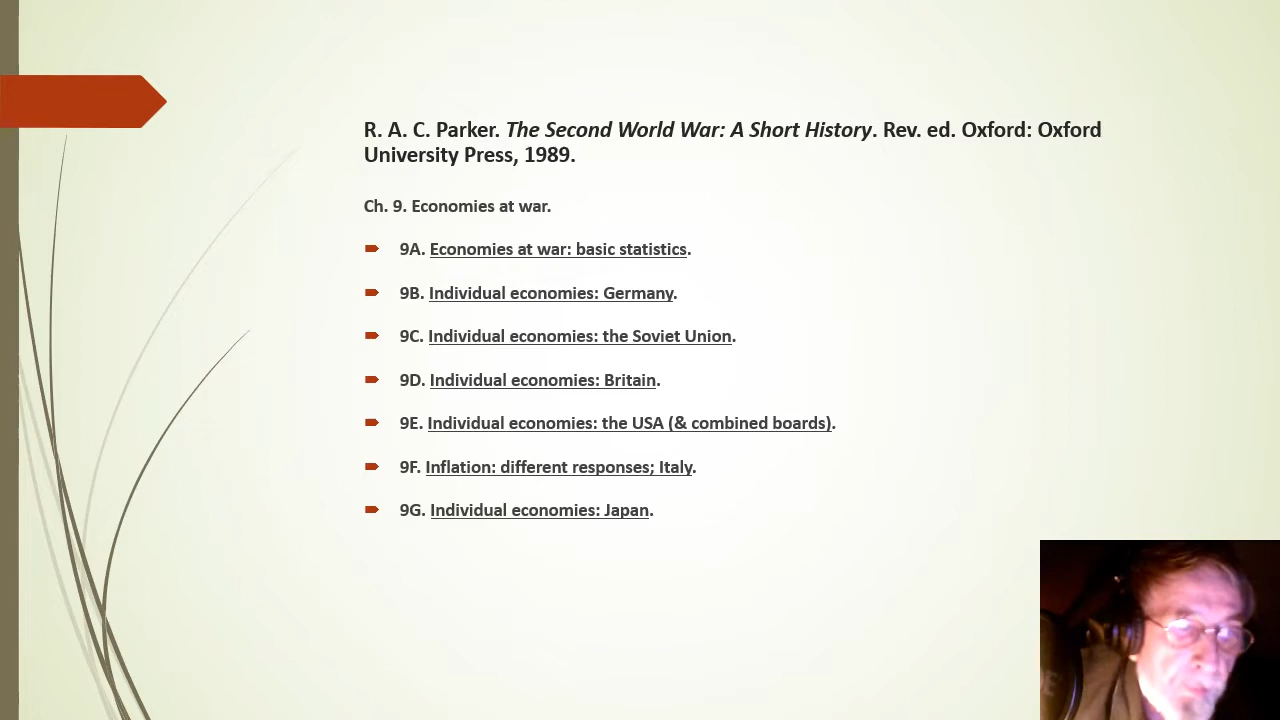 R. A. C. Parker. The Second World War: A Short History. Rev. ed. Oxford: Oxford
University Press, 1989.
Ch. 9. Economies at war.
9A. Economies at war: basic statistics.
9B. Individual economies: Germany.
9C. Individual economies: the Soviet Union.
9D. Individual economies: Britain.
9E. Individual economies: the USA (& combined boards).
9F. Inflation: different responses; Italy.
9G. Individual economies: Japan.